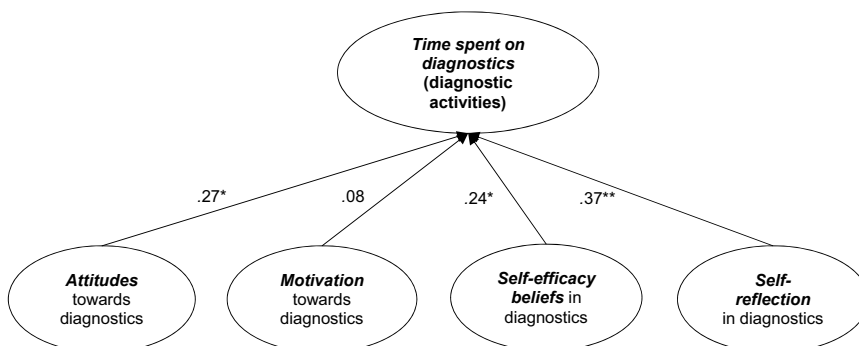 Time spent on
diagnostics
(diagnostic
activities)
.27*
.08
.24*
.37**
Attitudes
towards
diagnostics
Motivation
towards
diagnostics
Self-efficacy
beliefs in
diagnostics
Self-
reflection
in diagnostics